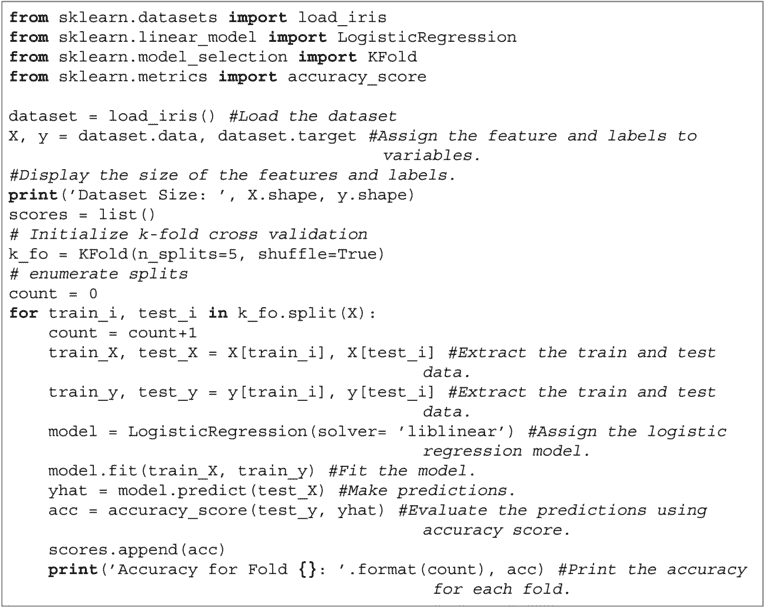 from sklearn.datasets import load_iris
from sklearn.linear_model import LogisticRegression
from sklearn.model_selection import KFold
from sklearn.metrics import accuracy_score

dataset = load_iris() #Load the dataset
X, y = dataset.data, dataset.target #Assign the feature and labels to
                                      variables.
#Display the size of the features and labels.
print('Dataset Size: ', X.shape, y.shape)
scores = list()
# Initialize k-fold cross validation
k_fo = KFold(n_splits=5, shuffle=True)
# enumerate splits
count = 0
for train_i, test_i in k_fo.split(X):
    count = count+1
    train_X, test_X = X[train_i], X[test_i] #Extract the train and test
                                          data.
    train_y, test_y = y[train_i], y[test_i] #Extract the train and test
                                          data.
    model = LogisticRegression(solver= 'liblinear') #Assign the logistic
                                          regression model.
    model.fit(train_X, train_y) #Fit the model.
    yhat = model.predict(test_X) #Make predictions.
    acc = accuracy_score(test_y, yhat) #Evaluate the predictions using
                                          accuracy score.
    scores.append(acc)
    print('Accuracy for Fold {}: '.format(count), acc) #Print the accuracy
                                           for each fold.